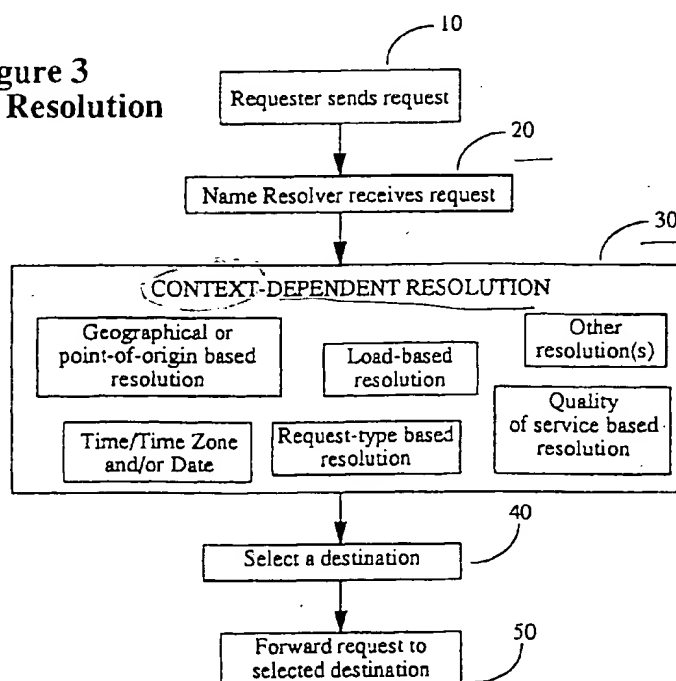 10
gure 3
Resolution
Requester sends request
20
Name Resolver receives request
30
CONTEXT-DEPENDENT RESOLUTION
Geographical or
point-of-origin based
resolution
Load-based
resolution
Other
resolution(s)
Time/Time Zone
and/or Date
Request-type based
resolution
Quality
of service based
resolution
40
Select a destination
50
Forward request to
selected destination